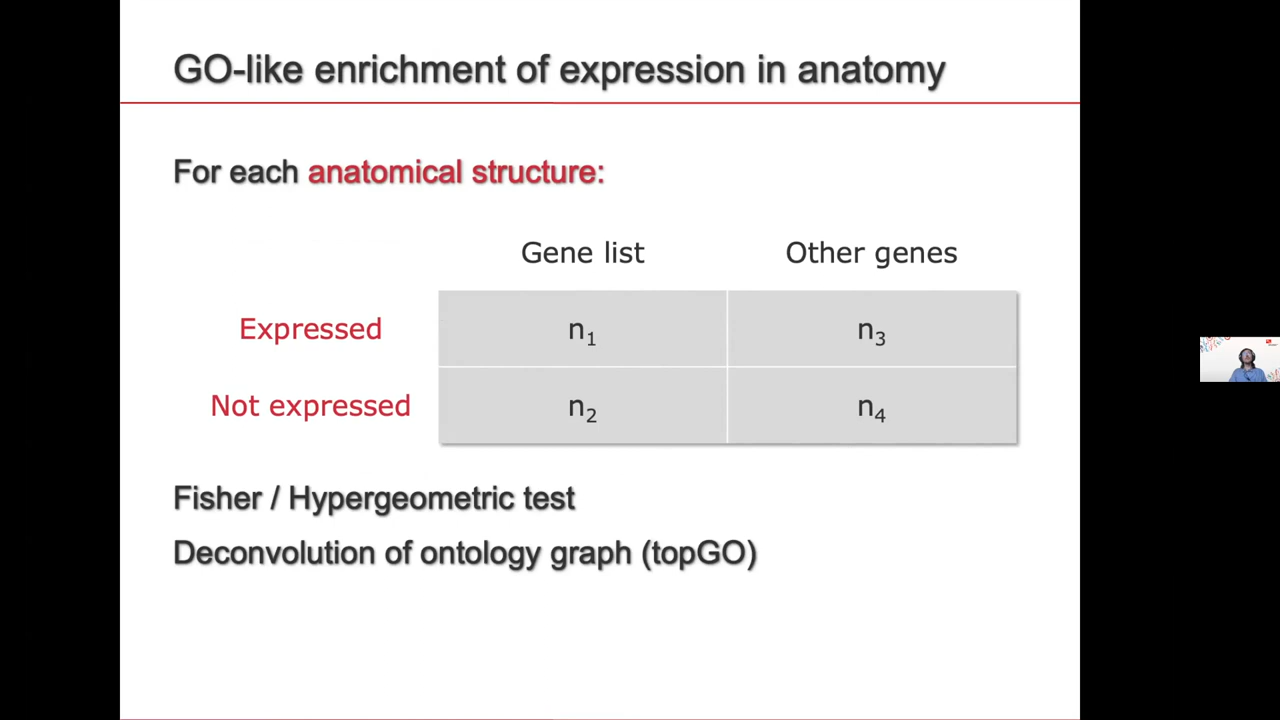 GO-like enrichment of expression in anatomy
For each anatomical structure:
Gene list Other genes
Expressed n₁ n₃
Not expressed n₂ n₄
Fisher / Hypergeometric test
Deconvolution of ontology graph (topGO)